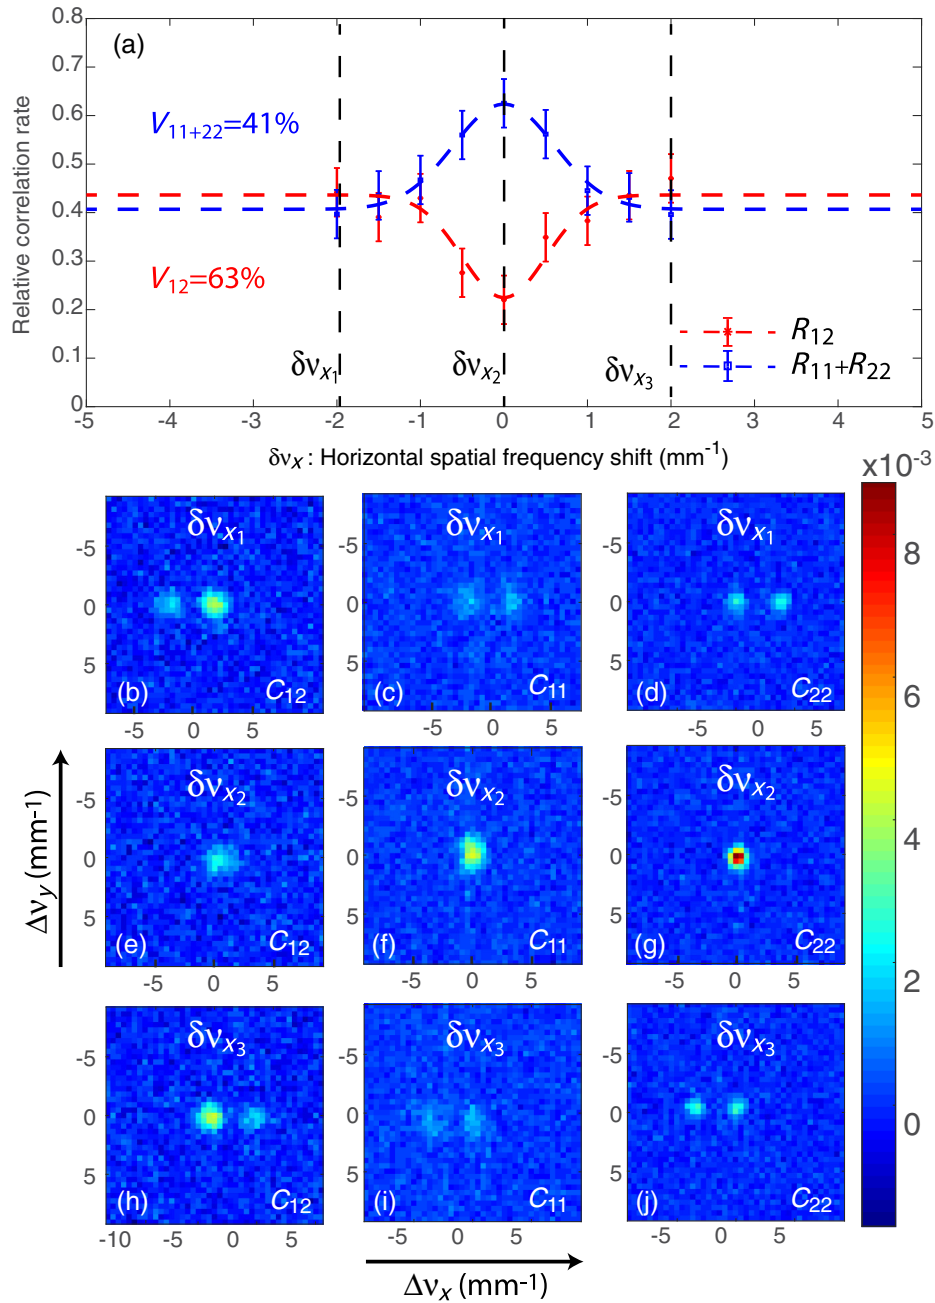 (a)
0.8
0.7
0.6
0.5
0.4
0.3
0.2
0.1
0
Relative correlation rate
V11+22=41%
V12=63%
δνx1
δνx2
δνx3
R12
R11+R22
-5 -4 -3 -2 -1 0 1 2 3 4 5
δνx : Horizontal spatial frequency shift (mm-1)
x10-3
8
6
4
2
0
δνx1 δνx1 δνx1
-5 -5 -5
0 0 0
5 5 5
(b) C12 (c) C11 (d) C22
-5 0 5 -5 0 5 -5 0 5
δνx2 δνx2 δνx2
-5 -5 -5
0 0 0
5 5 5
(e) C12 (f) C11 (g) C22
-5 0 5 -5 0 5 -5 0 5
δνx3 δνx3 δνx3
-5 -5 -5
0 0 0
5 5 5
(h) C12 (i) C11 (j) C22
-10 -5 0 5 -5 0 5 -5 0 5
Δνy (mm-1)
Δνx (mm-1)